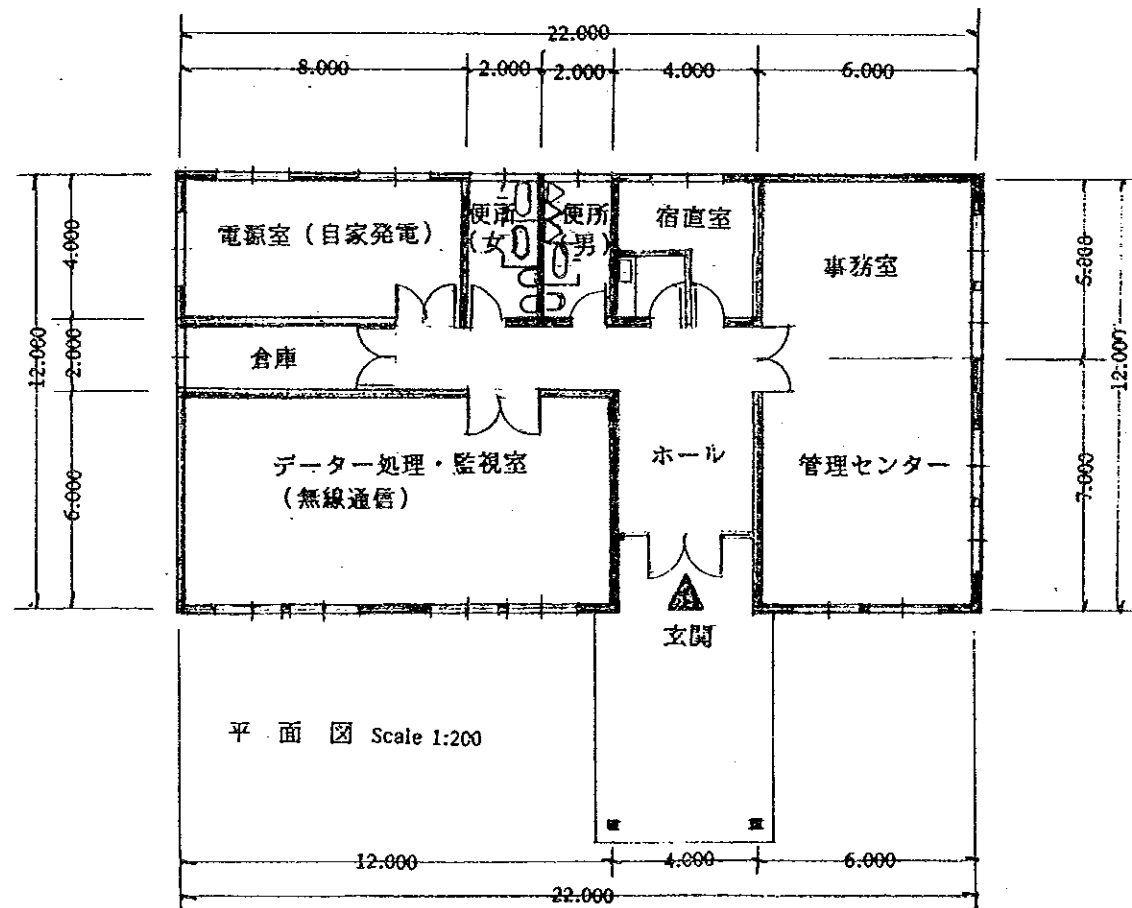 22.000
8.000
2.000
2.000
4.000
6.000
電源室（自家発電）
便所
（女）
便所
（男）
宿直室
事務室
倉庫
データー処理・監視室
（無線通信）
ホール
管理センター
玄関
12.000
4.000
2.000
6.000
12.000
7.000
平 面 図 Scale 1:200
12.000
4.000
6.000
22.000